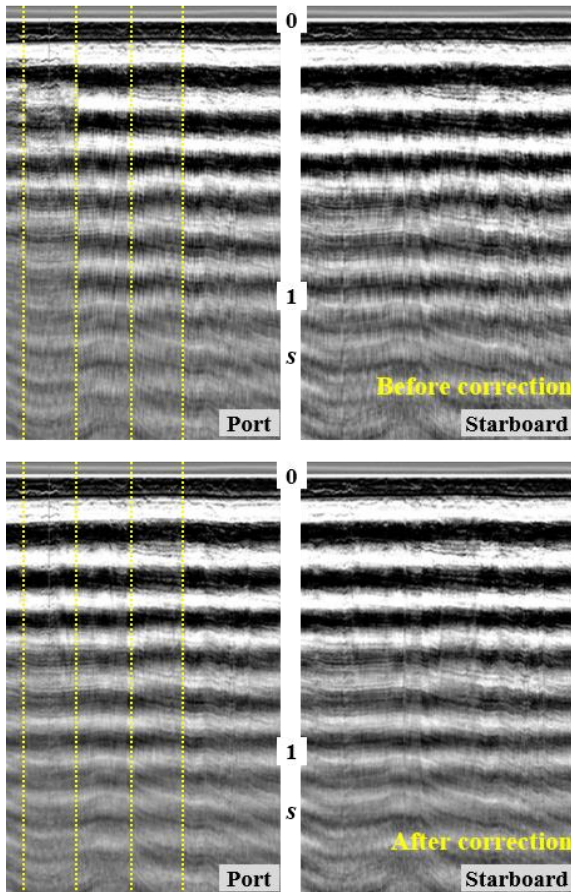 0
1
s
Before correction
Port
Starboard
0
1
s
After correction
Port
Starboard